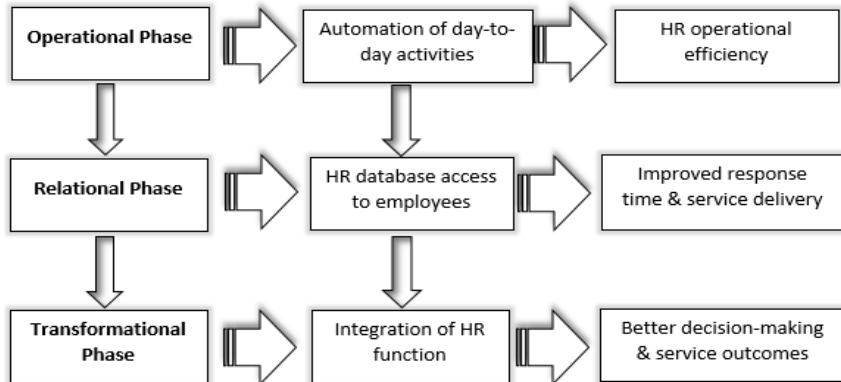 Operational Phase
Automation of day-to-
day activities
HR operational
efficiency
Relational Phase
HR database access
to employees
Improved response
time & service delivery
Transformational
Phase
Integration of HR
function
Better decision-making
& service outcomes